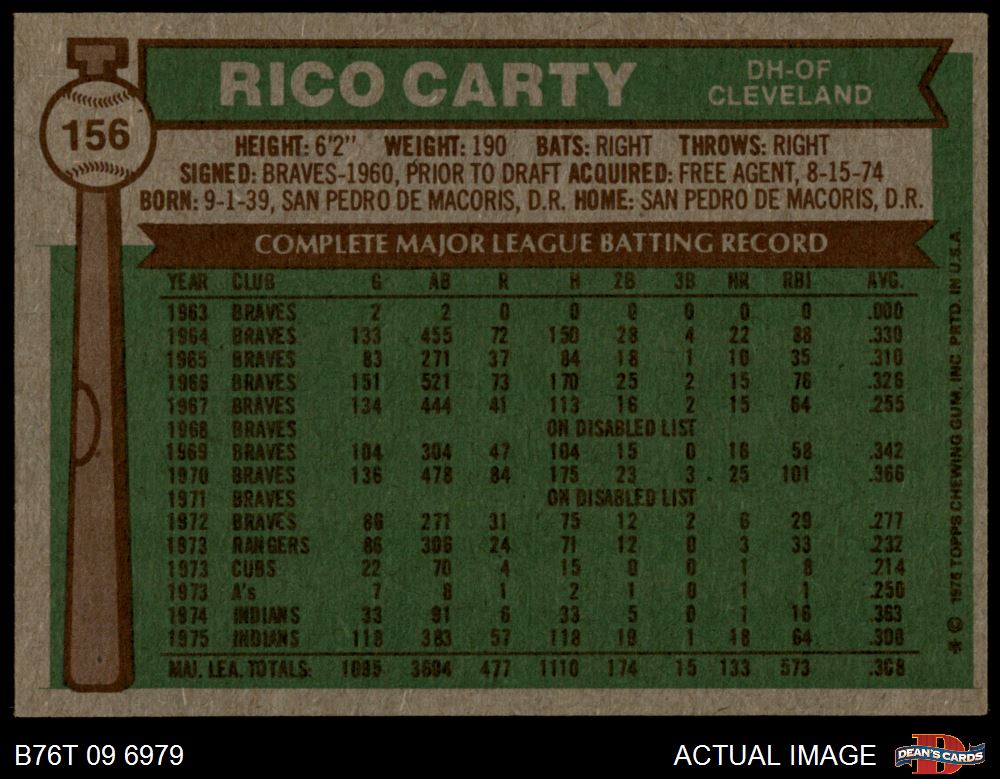 156
RICO CARTY
DH-OF
CLEVELAND
HEIGHT: 6'2" WEIGHT: 190 BATS: RIGHT THROWS: RIGHT
SIGNED: BRAVES-1960, PRIOR TO DRAFT ACQUIRED: FREE AGENT, 8-15-74
BORN: 9-1-39, SAN PEDRO DE MACORIS, D.R. HOME: SAN PEDRO DE MACORIS, D.R.
COMPLETE MAJOR LEAGUE BATTING RECORD
YEAR CLUB G AB R H 2B 3B HR RBI AVG.
1963 BRAVES 2 2 0 0 0 0 0 0 .000
1964 BRAVES 133 455 72 150 28 4 22 88 .330
1965 BRAVES 83 271 37 84 18 1 10 35 .310
1966 BRAVES 151 521 73 170 25 2 15 76 .326
1967 BRAVES 134 444 41 113 16 2 15 64 .255
1968 BRAVES ON DISABLED LIST
1969 BRAVES 104 304 47 104 15 0 16 58 .342
1970 BRAVES 136 478 84 175 23 3 25 101 .366
1971 BRAVES ON DISABLED LIST
1972 BRAVES 86 271 31 75 12 2 6 29 .277
1973 RANGERS 86 306 24 71 12 0 3 33 .232
1973 CUBS 22 70 4 15 0 0 1 8 .214
1973 A's 7 8 1 2 1 0 1 1 .250
1974 INDIANS 33 91 6 33 5 0 1 16 .363
1975 INDIANS 118 383 57 118 19 1 18 64 .308
MAJ. LEA. TOTALS: 1095 3604 477 1110 174 15 133 573 .308
* © 1976 TOPPS CHEWING GUM, INC. PRTD. IN U.S.A.
B76T 09 6979
ACTUAL IMAGE
DEAN'S CARDS